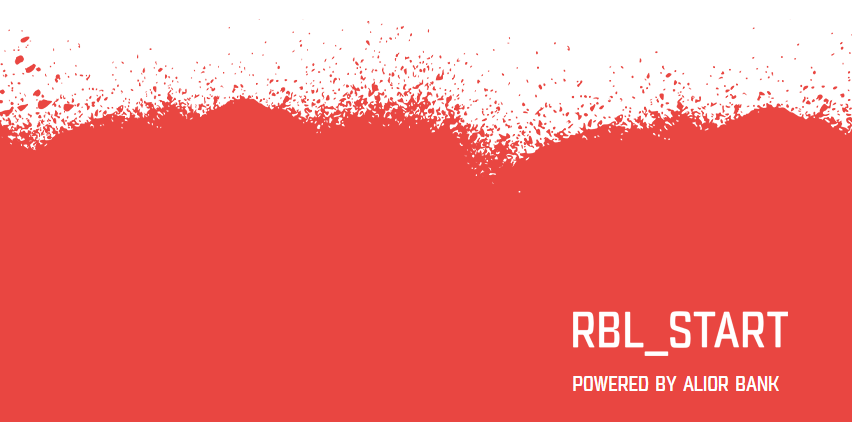 RBL_START
POWERED BY ALIOR BANK